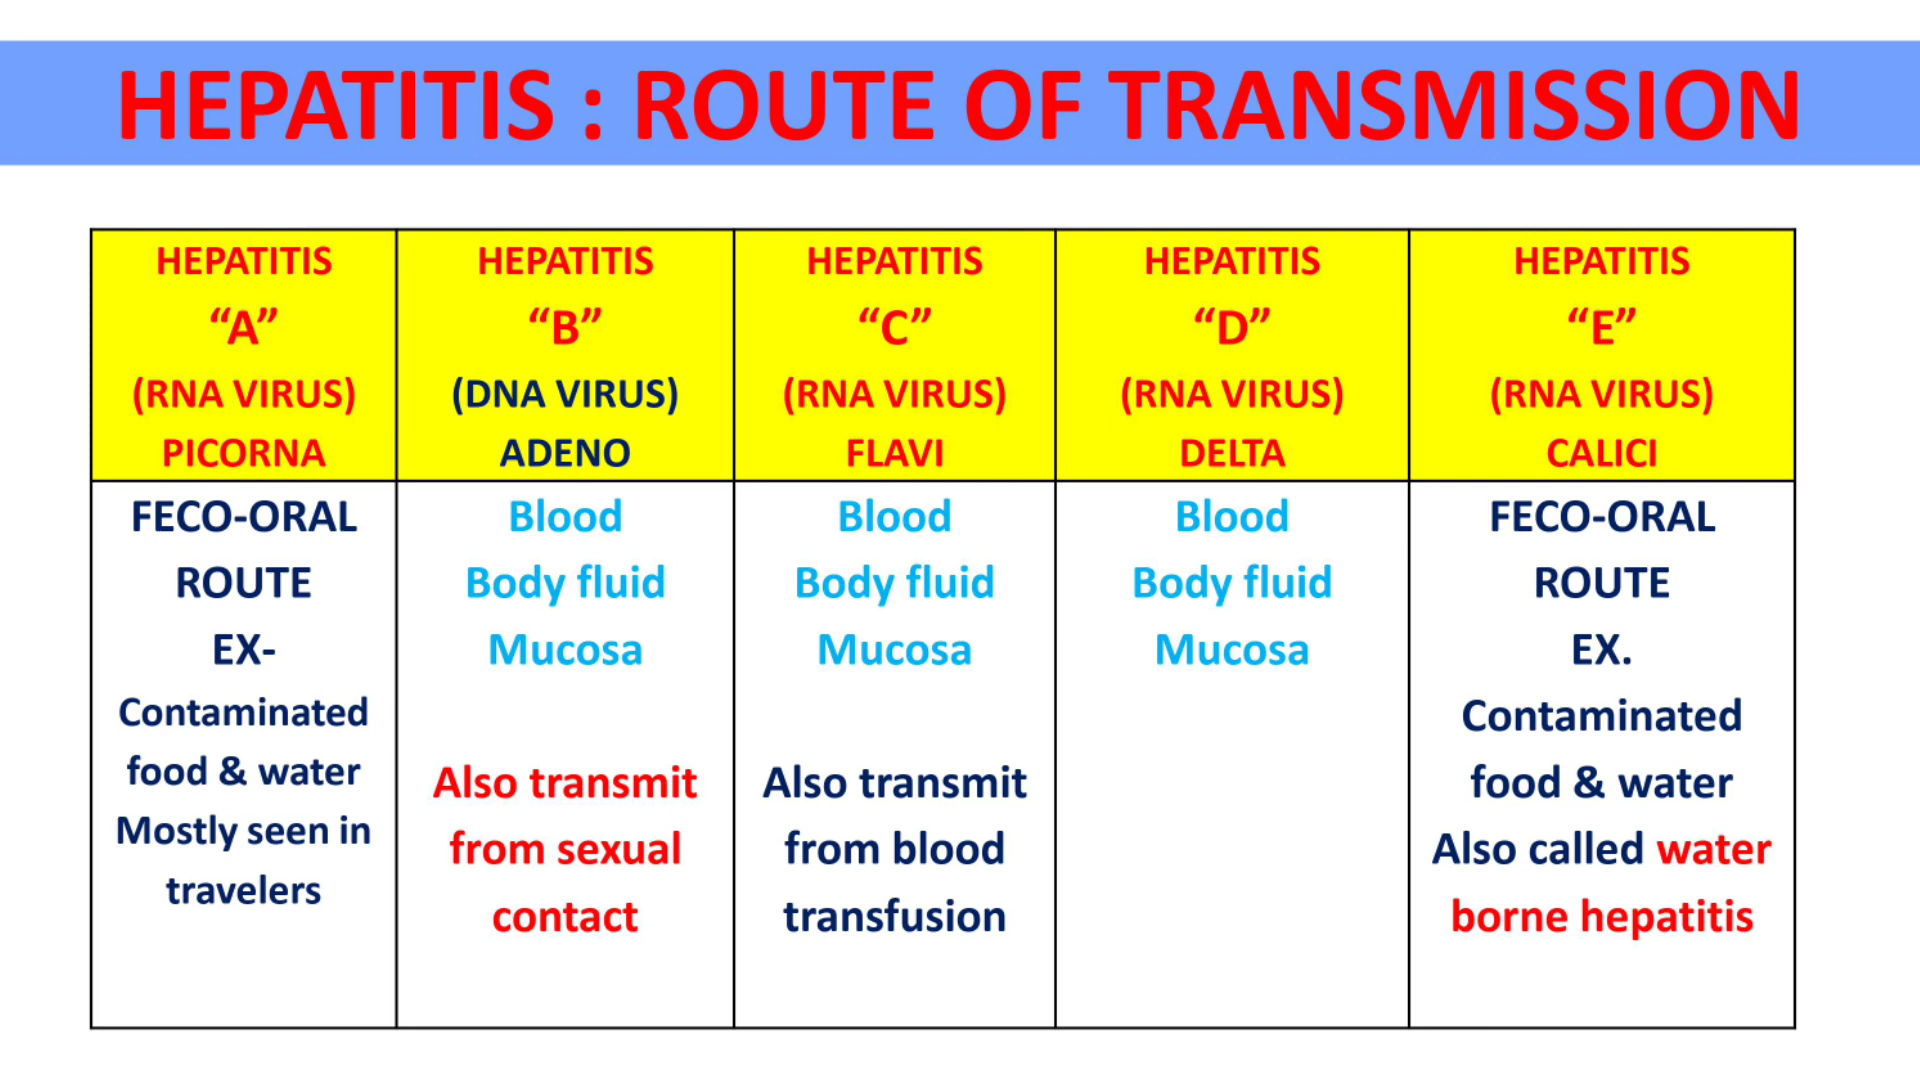 HEPATITIS : ROUTE OF TRANSMISSION
HEPATITIS
“A”
(RNA VIRUS)
PICORNA
HEPATITIS
“B”
(DNA VIRUS)
ADENO
HEPATITIS
“C”
(RNA VIRUS)
FLAVI
HEPATITIS
“D”
(RNA VIRUS)
DELTA
HEPATITIS
“E”
(RNA VIRUS)
CALICI
FECO-ORAL
ROUTE
EX-
Contaminated
food & water
Mostly seen in
travelers
Blood
Body fluid
Mucosa
Also transmit
from sexual
contact
Blood
Body fluid
Mucosa
Also transmit
from blood
transfusion
Blood
Body fluid
Mucosa
FECO-ORAL
ROUTE
EX.
Contaminated
food & water
Also called water
borne hepatitis